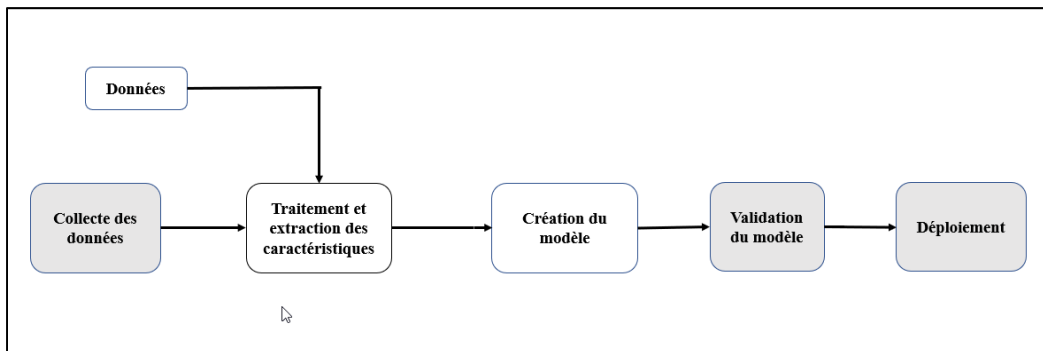 Données
Collecte des
données
Traitement et
extraction des
caractéristiques
Création du
modèle
Validation
du modèle
Déploiement